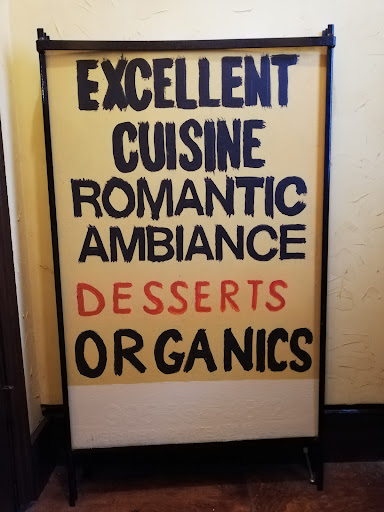 EXCELLENT
CUISINE
ROMANTIC
AMBIANCE
DESSERTS
ORGANICS